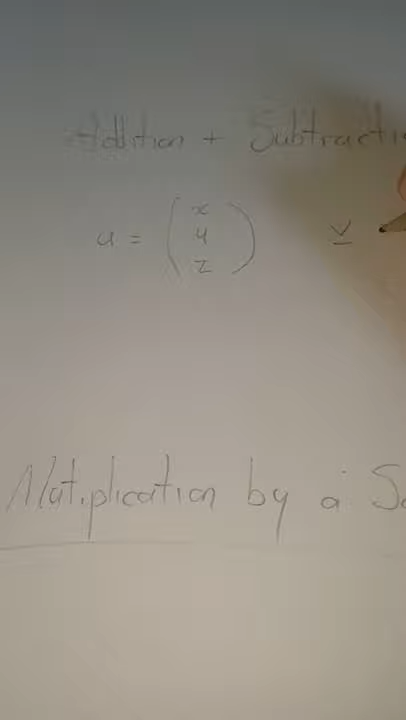 Addition + Subtracti
u = ( x y z ) v
Multiplication by a S